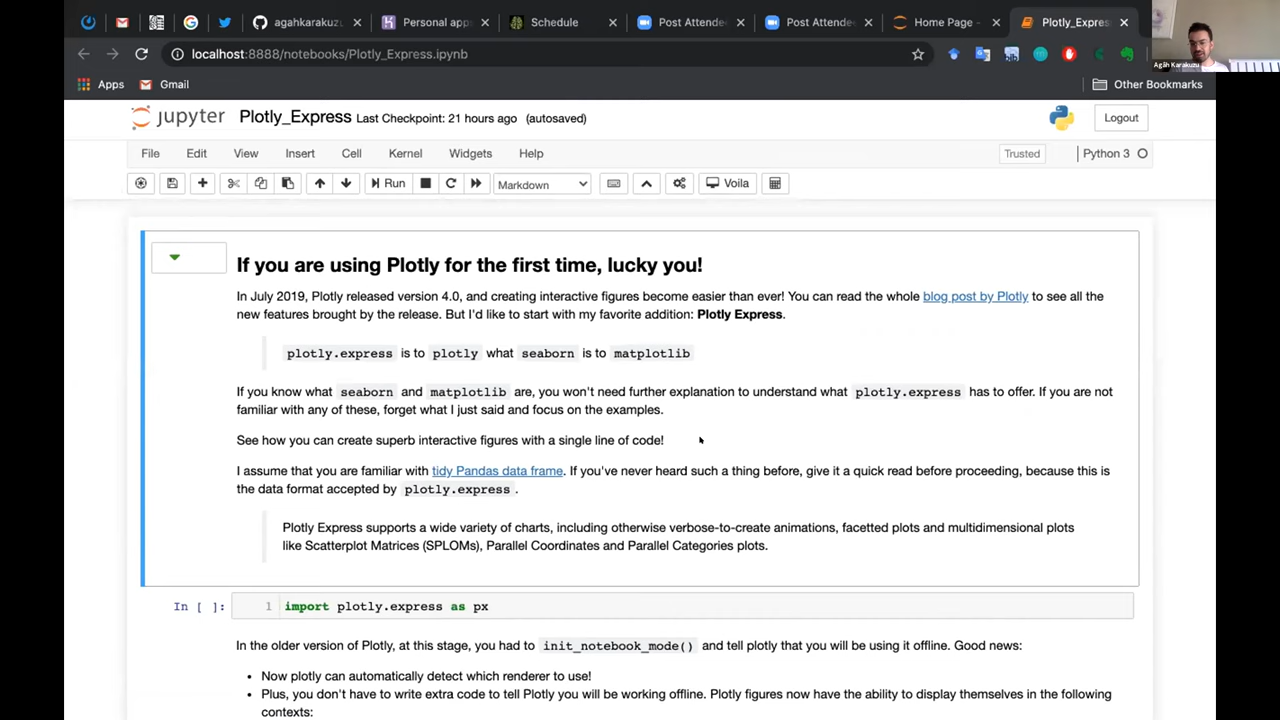 agahkarakuzu
Personal apps
Schedule
Post Attende
Post Attende
Home Page -
Plotly_Expres
localhost:8888/notebooks/Plotly_Express.ipynb
Apps
Gmail
Other Bookmarks
Agâh Karakuzu
jupyter Plotly_Express Last Checkpoint: 21 hours ago (autosaved)
Logout
File Edit View Insert Cell Kernel Widgets Help
Trusted
Python 3
Run
Markdown
Voila
If you are using Plotly for the first time, lucky you!
In July 2019, Plotly released version 4.0, and creating interactive figures become easier than ever! You can read the whole blog post by Plotly to see all the
new features brought by the release. But I'd like to start with my favorite addition: Plotly Express.
plotly.express is to plotly what seaborn is to matplotlib
If you know what seaborn and matplotlib are, you won't need further explanation to understand what plotly.express has to offer. If you are not
familiar with any of these, forget what I just said and focus on the examples.
See how you can create superb interactive figures with a single line of code!
I assume that you are familiar with tidy Pandas data frame. If you've never heard such a thing before, give it a quick read before proceeding, because this is
the data format accepted by plotly.express.
Plotly Express supports a wide variety of charts, including otherwise verbose-to-create animations, facetted plots and multidimensional plots
like Scatterplot Matrices (SPLOMs), Parallel Coordinates and Parallel Categories plots.
In [ ]: 1 import plotly.express as px
In the older version of Plotly, at this stage, you had to init_notebook_mode() and tell plotly that you will be using it offline. Good news:
• Now plotly can automatically detect which renderer to use!
• Plus, you don't have to write extra code to tell Plotly you will be working offline. Plotly figures now have the ability to display themselves in the following
contexts: